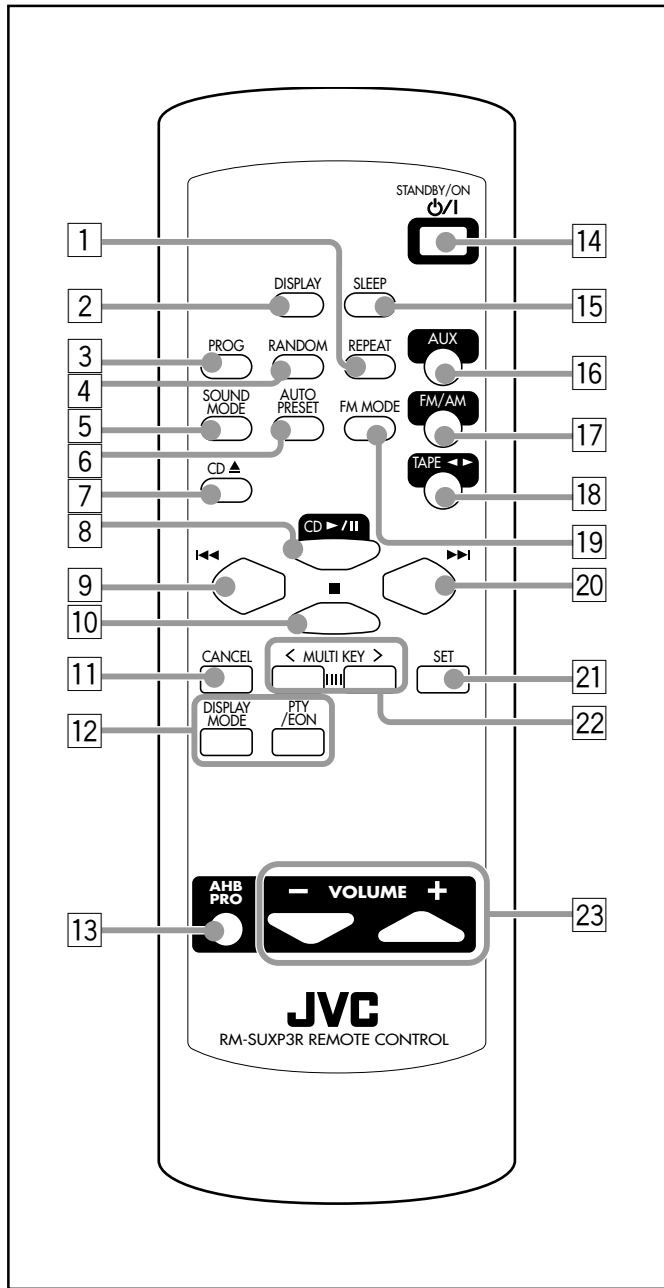 STANDBY/ON
⏻/I
1
14
DISPLAY
SLEEP
2
15
PROG
RANDOM
REPEAT
AUX
3
4
16
SOUND
MODE
AUTO
PRESET
FM MODE
FM/AM
5
17
6
CD ⏏
TAPE ◄ ►
7
18
8
CD ►/II
19
I◄◄
►►I
9
■
20
10
CANCEL
< MULTI KEY >
SET
11
21
DISPLAY
MODE
PTY
/EON
12
22
AHB
PRO
– VOLUME +
13
23
JVC
RM-SUXP3R REMOTE CONTROL